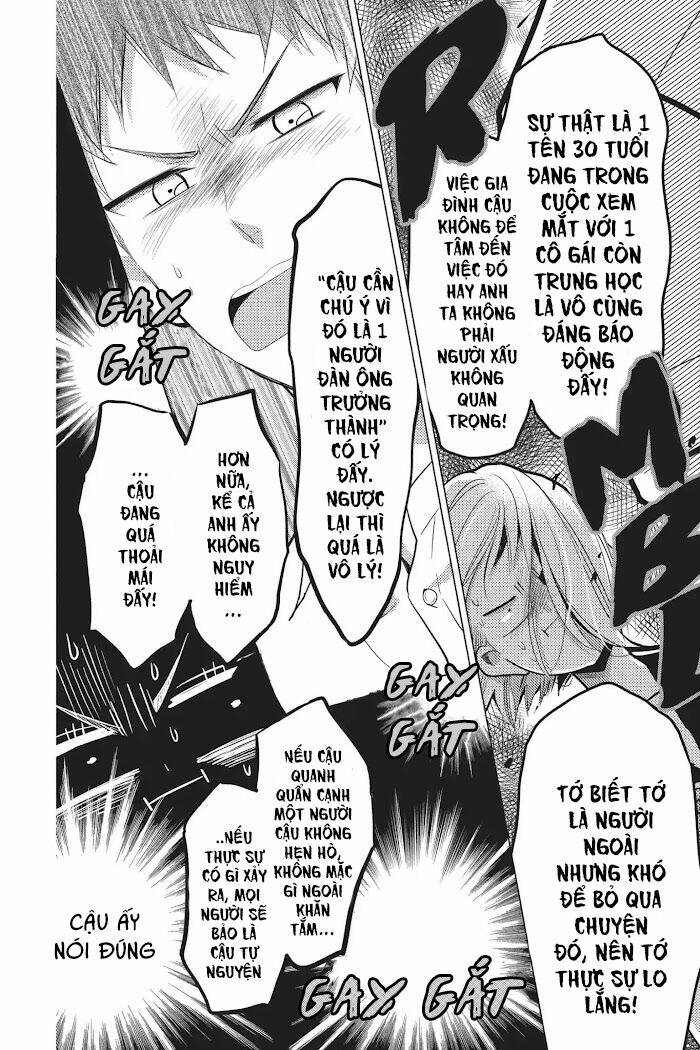 SỰ THẬT LÀ 1
TÊN 30 TUỔI
ĐANG TRONG
CUỘC XEM
MẮT VỚI 1
CÔ GÁI CÒN
TRUNG HỌC
LÀ VÔ CÙNG
ĐÁNG BÁO
ĐỘNG
ĐẤY!
VIỆC GIA
ĐÌNH CẬU
KHÔNG ĐỂ
TÂM ĐẾN
VIỆC ĐÓ
HAY ANH
TA KHÔNG
PHẢI
NGƯỜI XẤU
KHÔNG
QUAN
TRỌNG!
TỚ BIẾT TỚ
LÀ NGƯỜI
NGOÀI
NHƯNG KHÓ
ĐỂ BỎ QUA
CHUYỆN
ĐÓ, NÊN TỚ
THỰC SỰ LO
LẮNG!
"CẬU CẦN
CHÚ Ý VÌ
ĐÓ LÀ 1
NGƯỜI
ĐÀN ÔNG
TRƯỞNG
THÀNH"
CÓ LÝ
ĐẤY.
NGƯỢC
LẠI THÌ
QUÁ LÀ
VÔ LÝ!
GAY
GẮT
HƠN
NỮA,
KỂ CẢ
ANH ẤY
KHÔNG
NGUY
HIỂM
...
...
CẬU
ĐANG
QUÁ
THOẢI
MÁI
ĐẤY!
GAY
GẮT
NẾU CẬU
QUANH
QUẨN CẠNH
MỘT NGƯỜI
CẬU KHÔNG
HẸN HÒ,
KHÔNG MẶC
GÌ NGOÀI
KHĂN
TẮM...
..NẾU
THỰC SỰ
CÓ GÌ XẢY
RA, MỌI
NGƯỜI SẼ
BẢO LÀ
CẬU TỰ
NGUYỆN
GAY GẮT
CẬU ẤY
NÓI ĐÚNG